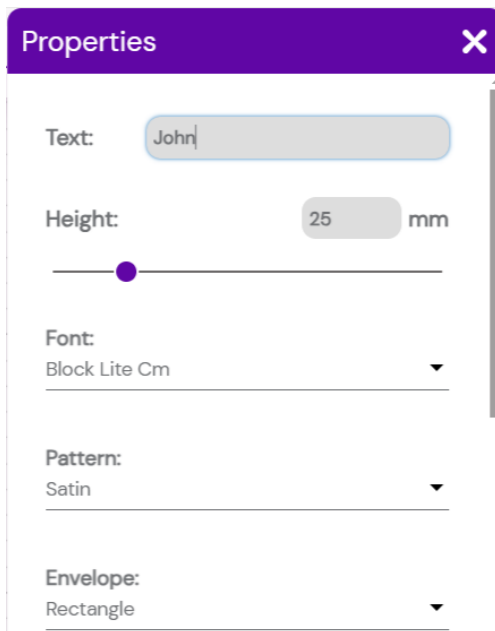 Properties
Text: John
Height: 25 mm
Font:
Block Lite Cm
Pattern:
Satin
Envelope:
Rectangle